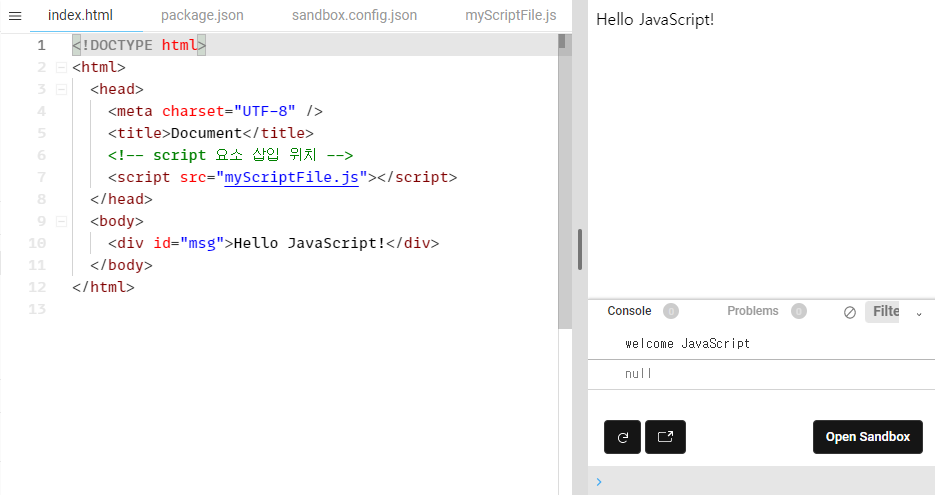 index.html package.json sandbox.config.json myScriptFile.js
1 <!DOCTYPE html>
2 <html>
3 <head>
4 <meta charset="UTF-8" />
5 <title>Document</title>
6 <!-- script 요소 삽입 위치 -->
7 <script src="myScriptFile.js"></script>
8 </head>
9 <body>
10 <div id="msg">Hello JavaScript!</div>
11 </body>
12 </html>
13
Hello JavaScript!
Console 0 Problems 0 Filte
welcome JavaScript
null
Open Sandbox